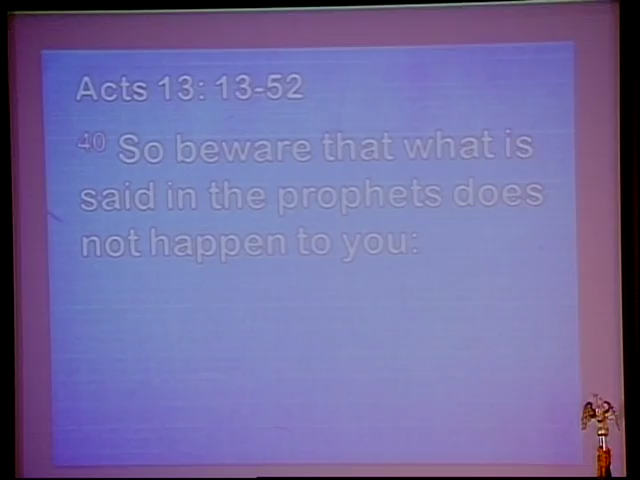 Acts 13: 13-52
40 So beware that what is
said in the prophets does
not happen to you: